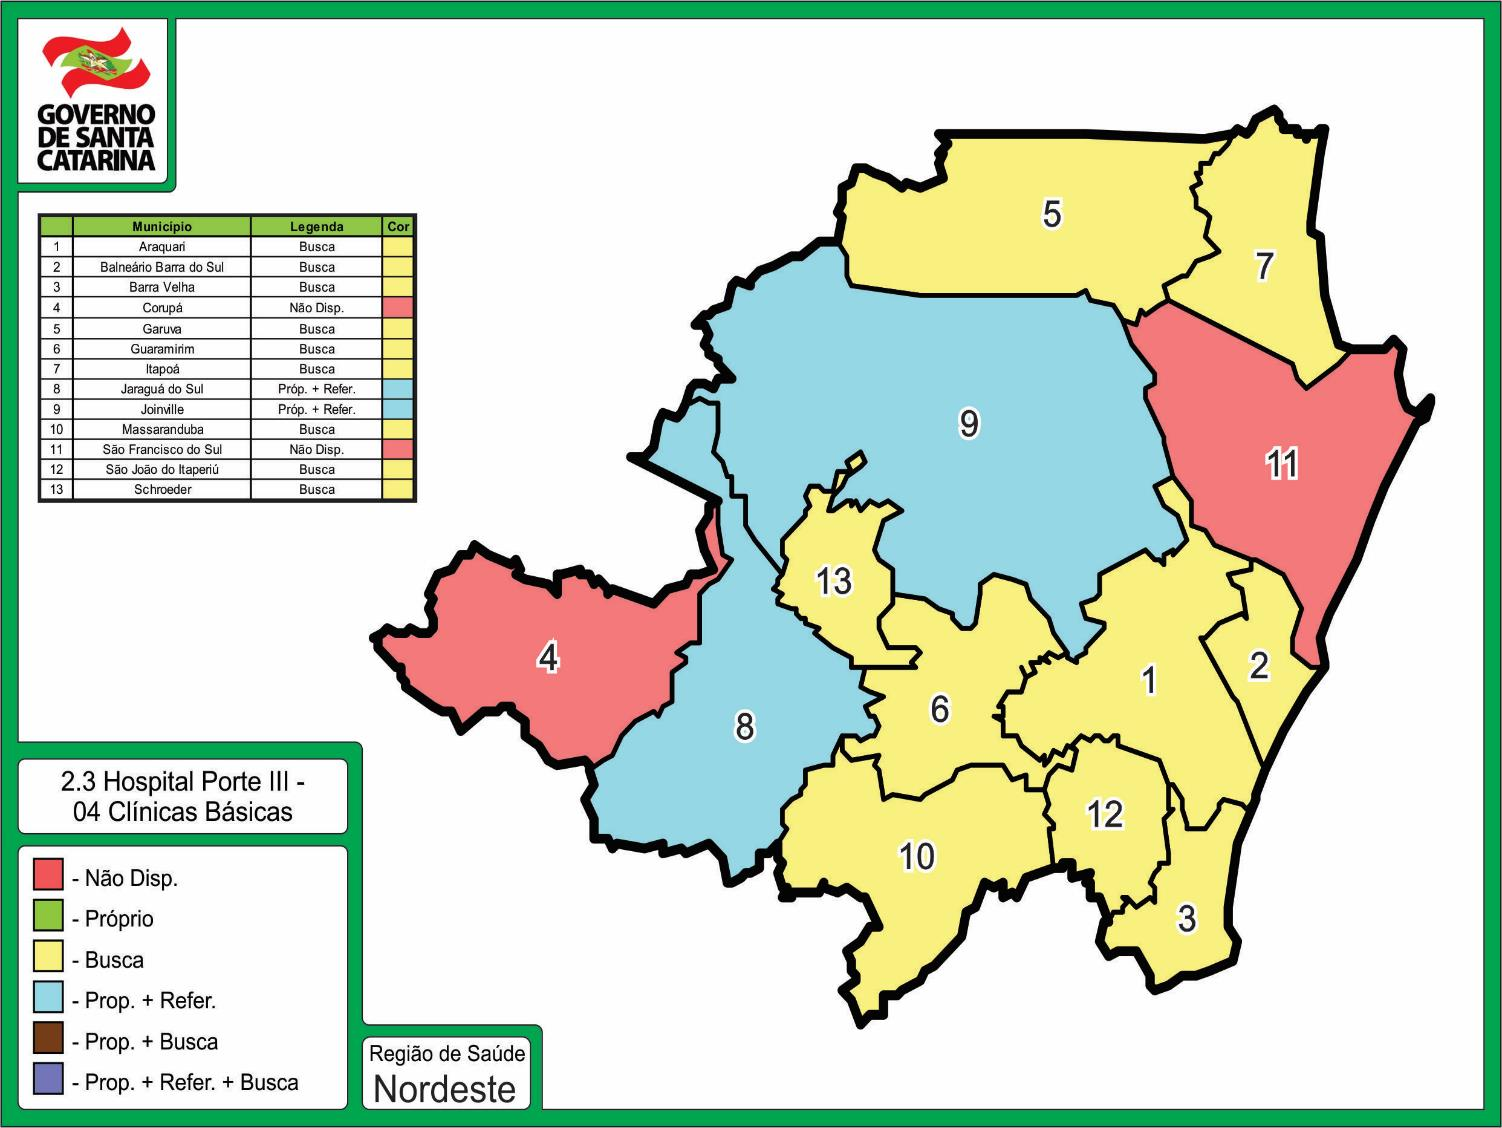 GOVERNO
DE SANTA
CATARINA
Município Legenda Cor
1 Araquari Busca
2 Balneário Barra do Sul Busca
3 Barra Velha Busca
4 Corupá Não Disp.
5 Garuva Busca
6 Guaramirim Busca
7 Itapoá Busca
8 Jaraguá do Sul Próp. + Refer.
9 Joinville Próp. + Refer.
10 Massaranduba Busca
11 São Francisco do Sul Não Disp.
12 São João do Itaperiú Busca
13 Schroeder Busca
5
7
9
11
13
4
2
1
6
8
12
10
3
2.3 Hospital Porte III -
04 Clínicas Básicas
- Não Disp.
- Próprio
- Busca
- Prop. + Refer.
- Prop. + Busca
- Prop. + Refer. + Busca
Região de Saúde
Nordeste